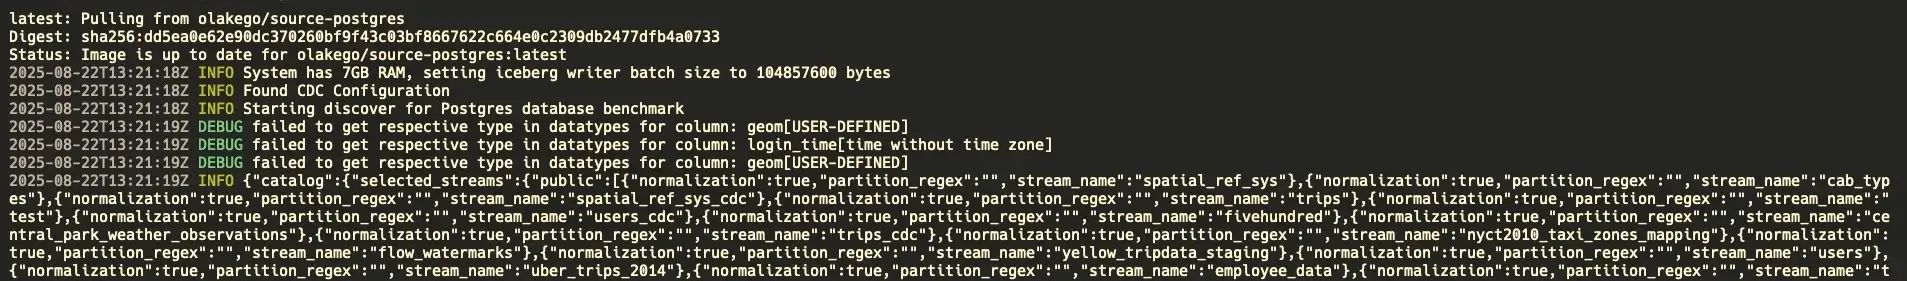 latest: Pulling from olakego/source-postgres
Digest: sha256:dd5ea0e62e90dc370260bf9f43c03bf8667622c664e0c2309db2477dfb4a0733
Status: Image is up to date for olakego/source-postgres:latest
2025-08-22T13:21:18Z INFO System has 7GB RAM, setting iceberg writer batch size to 104857600 bytes
2025-08-22T13:21:18Z INFO Found CDC Configuration
2025-08-22T13:21:18Z INFO Starting discover for Postgres database benchmark
2025-08-22T13:21:19Z DEBUG failed to get respective type in datatypes for column: geom[USER-DEFINED]
2025-08-22T13:21:19Z DEBUG failed to get respective type in datatypes for column: login_time[time without time zone]
2025-08-22T13:21:19Z DEBUG failed to get respective type in datatypes for column: geom[USER-DEFINED]
2025-08-22T13:21:19Z INFO {"catalog":{"selected_streams":{"public":[{"normalization":true,"partition_regex":"","stream_name":"spatial_ref_sys"},{"normalization":true,"partition_regex":"","stream_name":"cab_typ
es"},{"normalization":true,"partition_regex":"","stream_name":"spatial_ref_sys_cdc"},{"normalization":true,"partition_regex":"","stream_name":"trips"},{"normalization":true,"partition_regex":"","stream_name":"
test"},{"normalization":true,"partition_regex":"","stream_name":"users_cdc"},{"normalization":true,"partition_regex":"","stream_name":"fivehundred"},{"normalization":true,"partition_regex":"","stream_name":"ce
ntral_park_weather_observations"},{"normalization":true,"partition_regex":"","stream_name":"trips_cdc"},{"normalization":true,"partition_regex":"","stream_name":"nyct2010_taxi_zones_mapping"},{"normalization":
true,"partition_regex":"","stream_name":"flow_watermarks"},{"normalization":true,"partition_regex":"","stream_name":"yellow_tripdata_staging"},{"normalization":true,"partition_regex":"","stream_name":"users"},
{"normalization":true,"partition_regex":"","stream_name":"uber_trips_2014"},{"normalization":true,"partition_regex":"","stream_name":"employee_data"},{"normalization":true,"partition_regex":"","stream_name":"t